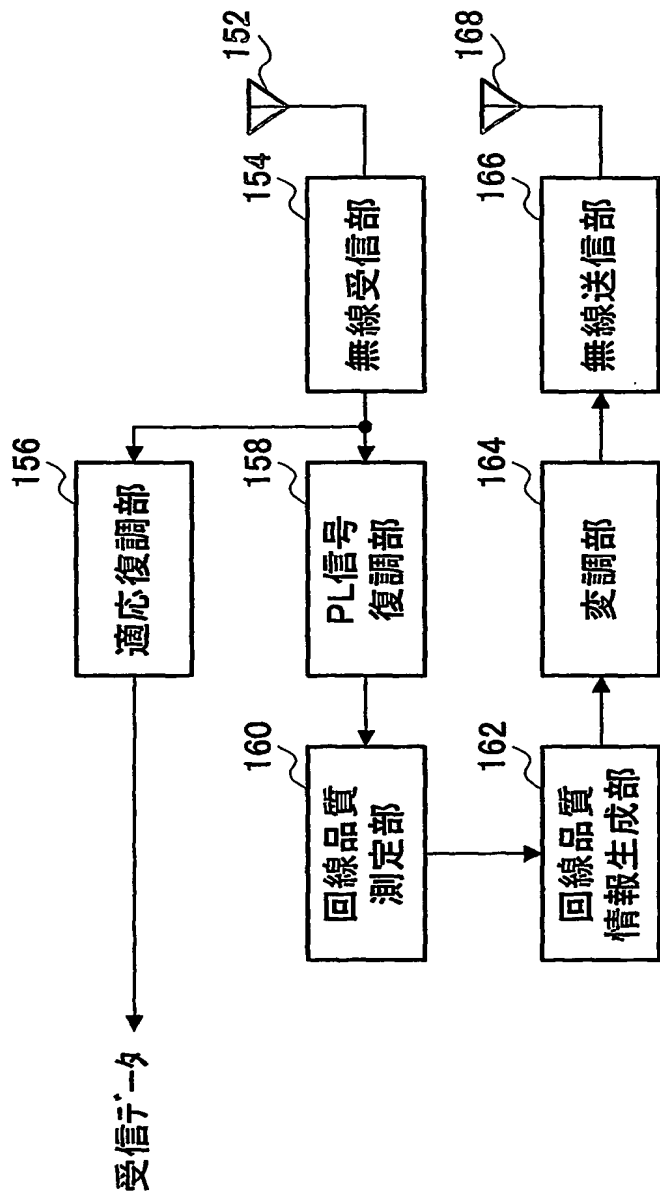 152
154
無線受信部
156
適応復調部
受信データ
158
PL信号
復調部
160
回線品質
測定部
162
回線品質
情報生成部
164
変調部
166
無線送信部
168